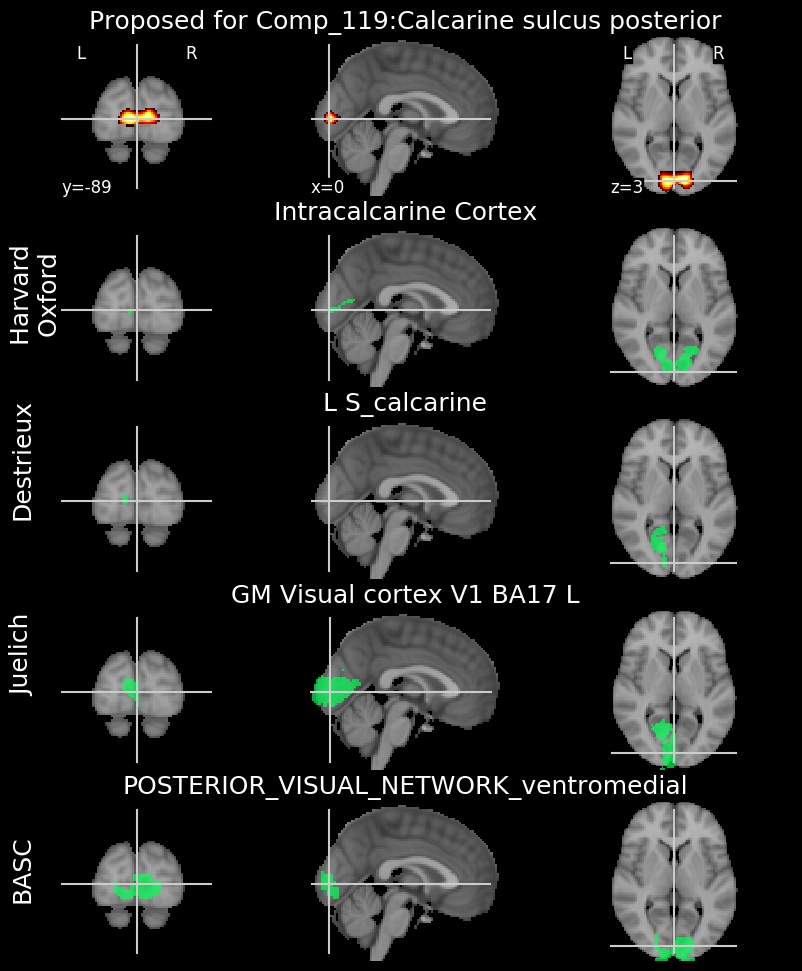 Proposed for Comp_119:Calcarine sulcus posterior
L R L R
y=-89 x=0 z=3
Intracalcarine Cortex
Harvard
Oxford
L S_calcarine
Destrieux
GM Visual cortex V1 BA17 L
Juelich
POSTERIOR_VISUAL_NETWORK_ventromedial
BASC